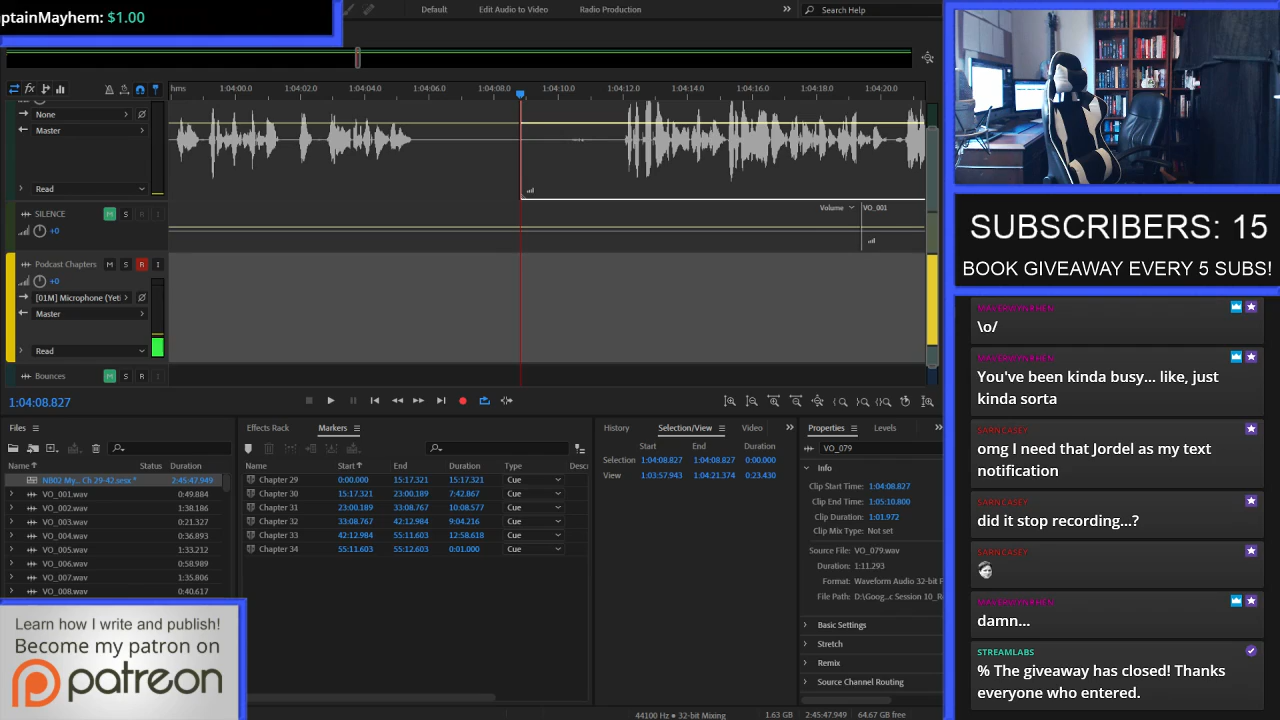 ptainMayhem: $1.00
Default
Edit Audio to Video
Radio Production
Search Help
hms
1:04:00.0
1:04:02.0
1:04:04.0
1:04:06.0
1:04:08.0
1:04:10.0
1:04:12.0
1:04:14.0
1:04:16.0
1:04:18.0
1:04:20.0
None
Master
Read
SILENCE
M S R I
+0
Volume
VO_001
Podcast Chapters
M S R I
+0
[01M] Microphone (Yeti
Master
Read
Bounces
M S R
1:04:08.827
Files
Name
Status
Duration
NB02 My... Ch 29-42.sesx *
2:45:47.949
VO_001.wav
0:49.884
VO_002.wav
1:38.186
VO_003.wav
0:21.327
VO_004.wav
0:36.893
VO_005.wav
1:33.212
VO_006.wav
0:58.989
VO_007.wav
1:35.806
VO_008.wav
0:40.617
Effects Rack
Markers
Name
Start
End
Duration
Type
Descr
Chapter 29
0:00.000
15:17.321
15:17.321
Cue
Chapter 30
15:17.321
23:00.189
7:42.867
Cue
Chapter 31
23:00.189
33:08.767
10:08.577
Cue
Chapter 32
33:08.767
42:12.984
9:04.216
Cue
Chapter 33
42:12.984
55:11.603
12:58.618
Cue
Chapter 34
55:11.603
55:12.603
0:01.000
Cue
History
Selection/View
Video
Start
End
Duration
Selection
1:04:08.827
1:04:08.827
0:00.000
View
1:03:57.943
1:04:21.374
0:23.430
Properties
Levels
VO_079
Info
Clip Start Time: 1:04:08.827
Clip End Time: 1:05:10.800
Clip Duration: 1:01.972
Clip Mix Type: Not set
Source File: VO_079.wav
Duration: 1:11.293
Format: Waveform Audio 32-bit F
File Path: D:\Goog...c Session 10_Re
Basic Settings
Stretch
Remix
Source Channel Routing
44100 Hz ● 32-bit Mixing
1.63 GB
64.67 GB free
Learn how I write and publish!
Become my patron on
patreon
SUBSCRIBERS: 15
BOOK GIVEAWAY EVERY 5 SUBS!
\o/
You've been kinda busy... like, just
kinda sorta
SARNCASEY
omg I need that Jordel as my text
notification
SARNCASEY
did it stop recording...?
SARNCASEY
damn...
STREAMLABS
% The giveaway has closed! Thanks
everyone who entered.